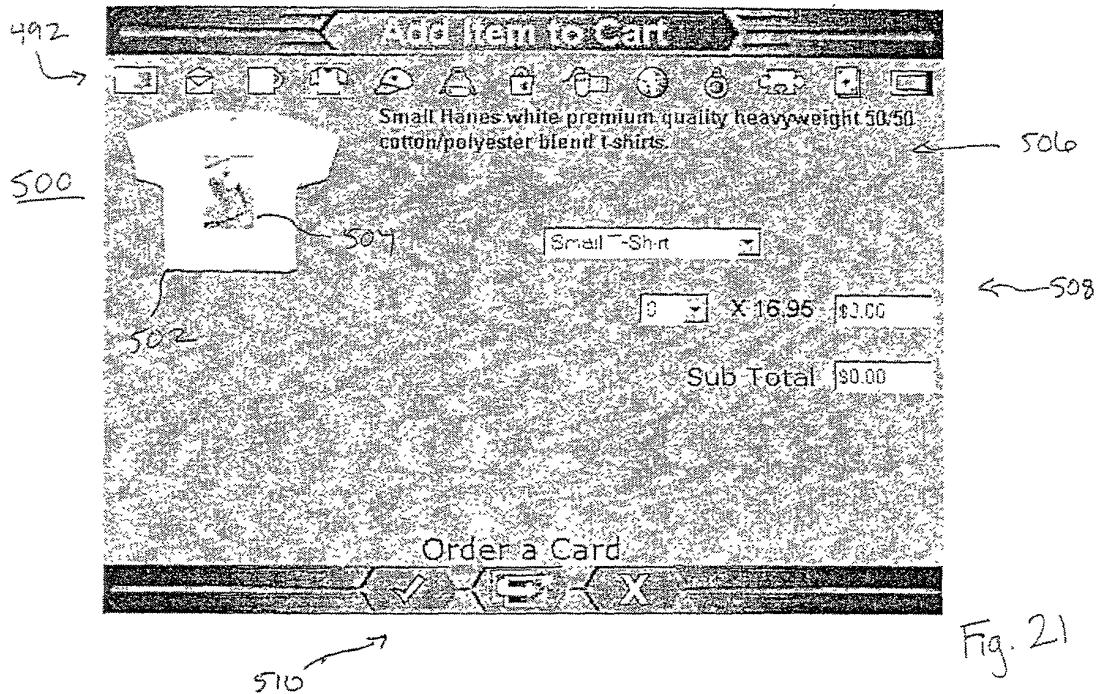 Add Item to Cart
492
Small Hanes white premium quality heavyweight 50/50
cotton/polyester blend t-shirts.
506
500
504
Small T-Shirt
508
0 X 16.95 $0.00
502
Sub Total $0.00
Order a Card
510
Fig. 21